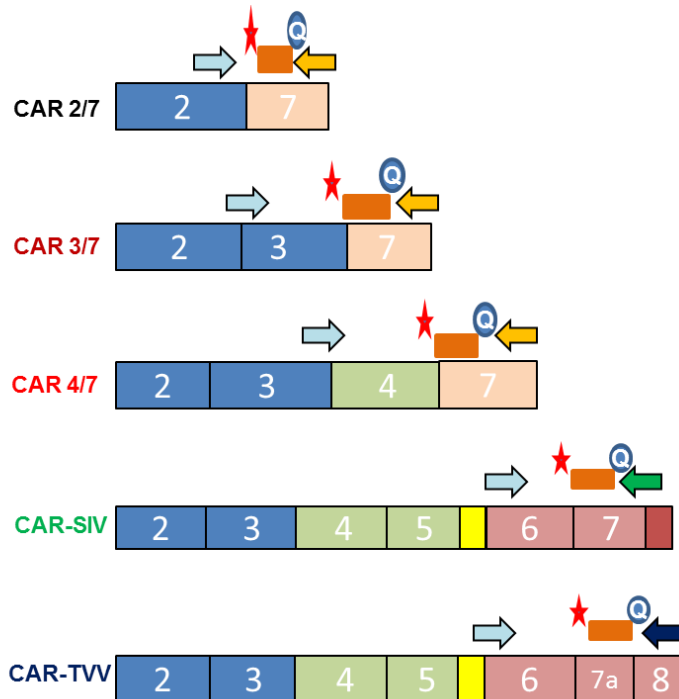 Q
CAR 2/7 2 7
Q
CAR 3/7 2 3 7
Q
CAR 4/7 2 3 4 7
Q
CAR-SIV 2 3 4 5 6 7
Q
CAR-TVV 2 3 4 5 6 7a 8